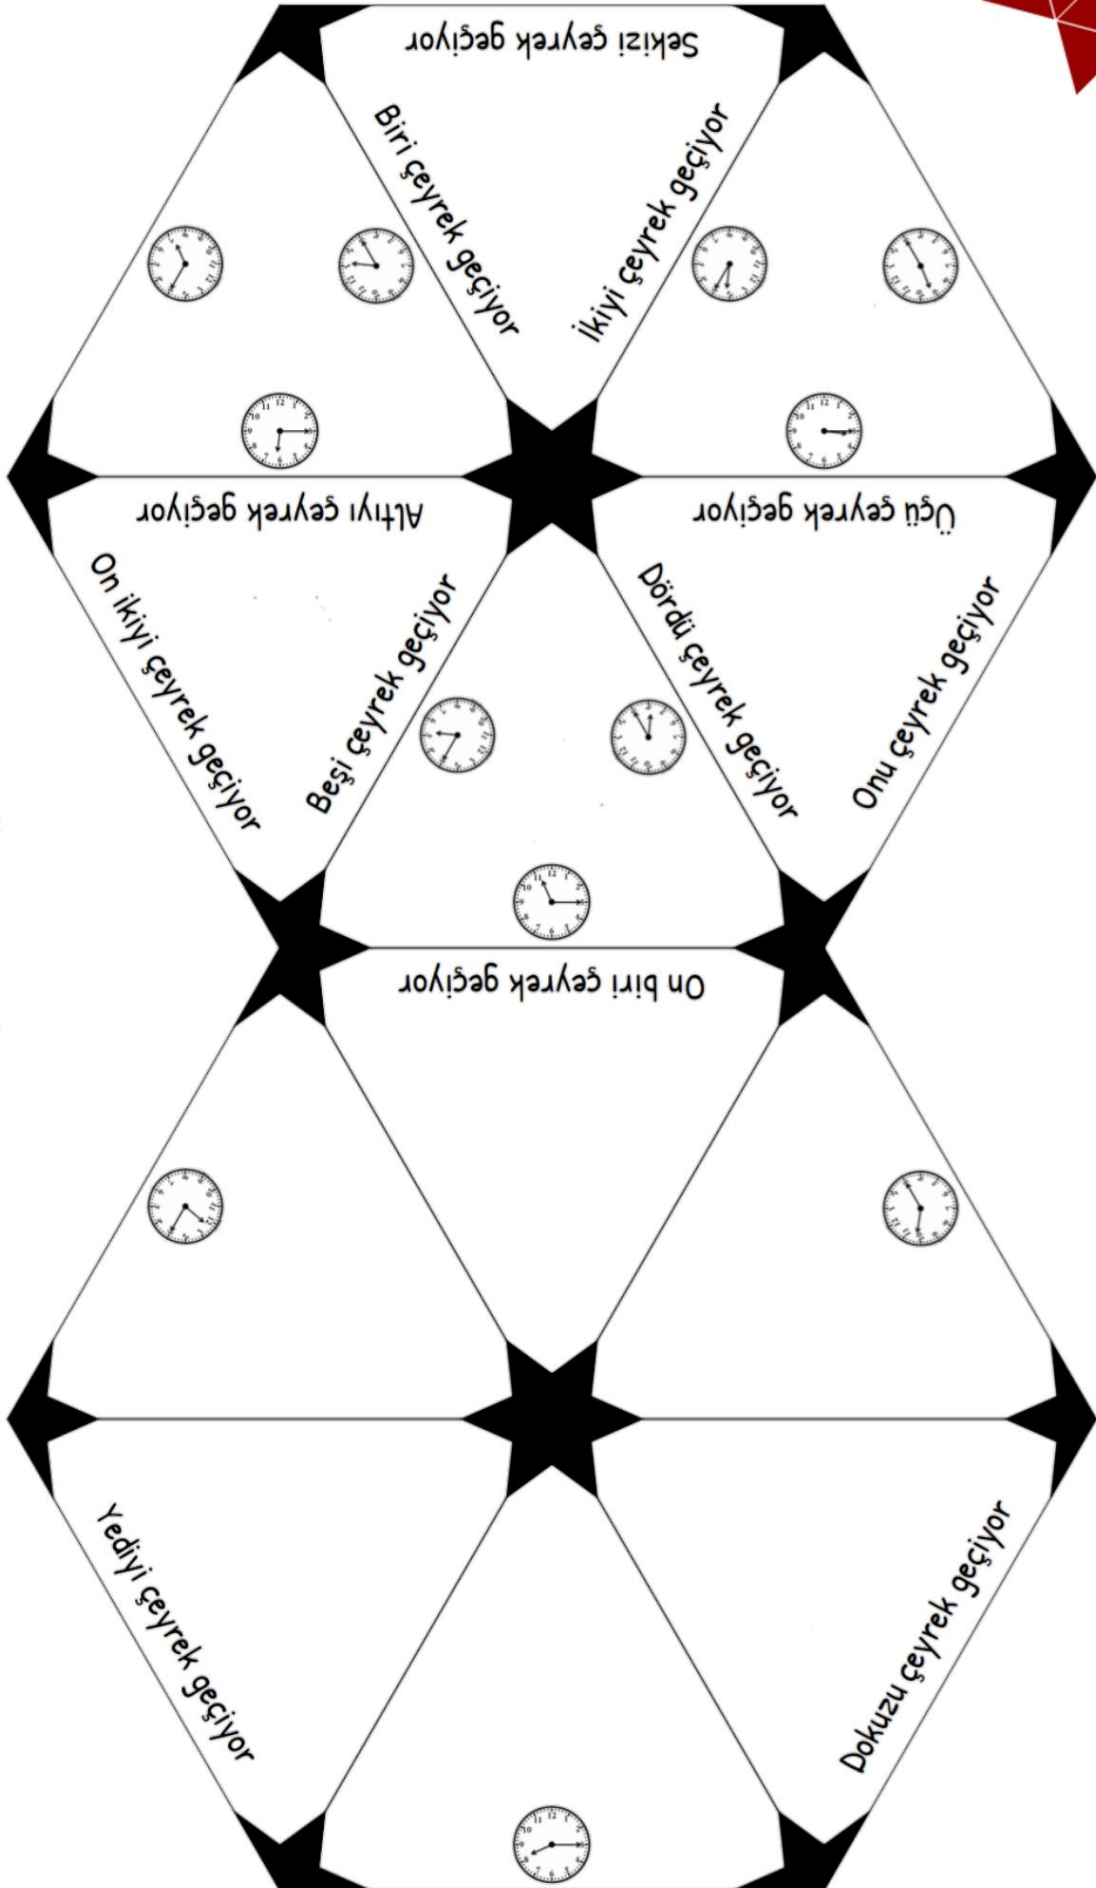 Sekizi çeyrek geçiyor
Biri çeyrek geçiyor
İkiyi çeyrek geçiyor
Altıyı çeyrek geçiyor
Üçü çeyrek geçiyor
On ikiyi çeyrek geçiyor
Beşi çeyrek geçiyor
Dördü çeyrek geçiyor
Onu çeyrek geçiyor
On biri çeyrek geçiyor
Yediyi çeyrek geçiyor
Dokuzu çeyrek geçiyor